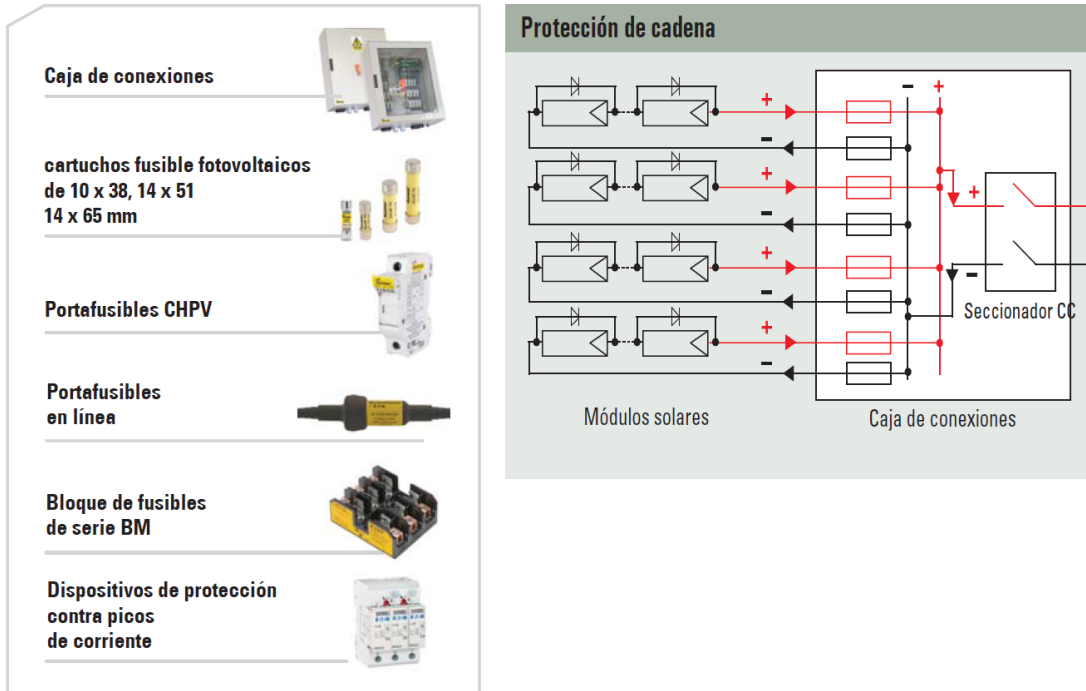 Caja de conexiones
cartuchos fusible fotovoltaicos
de 10 x 38, 14 x 51
14 x 65 mm
Portafusibles CHPV
Portafusibles
en línea
Bloque de fusibles
de serie BM
Dispositivos de protección
contra picos
de corriente
Protección de cadena
- +
+
-
+
-
+
-
+
-
+
-
Seccionador CC
Módulos solares
Caja de conexiones